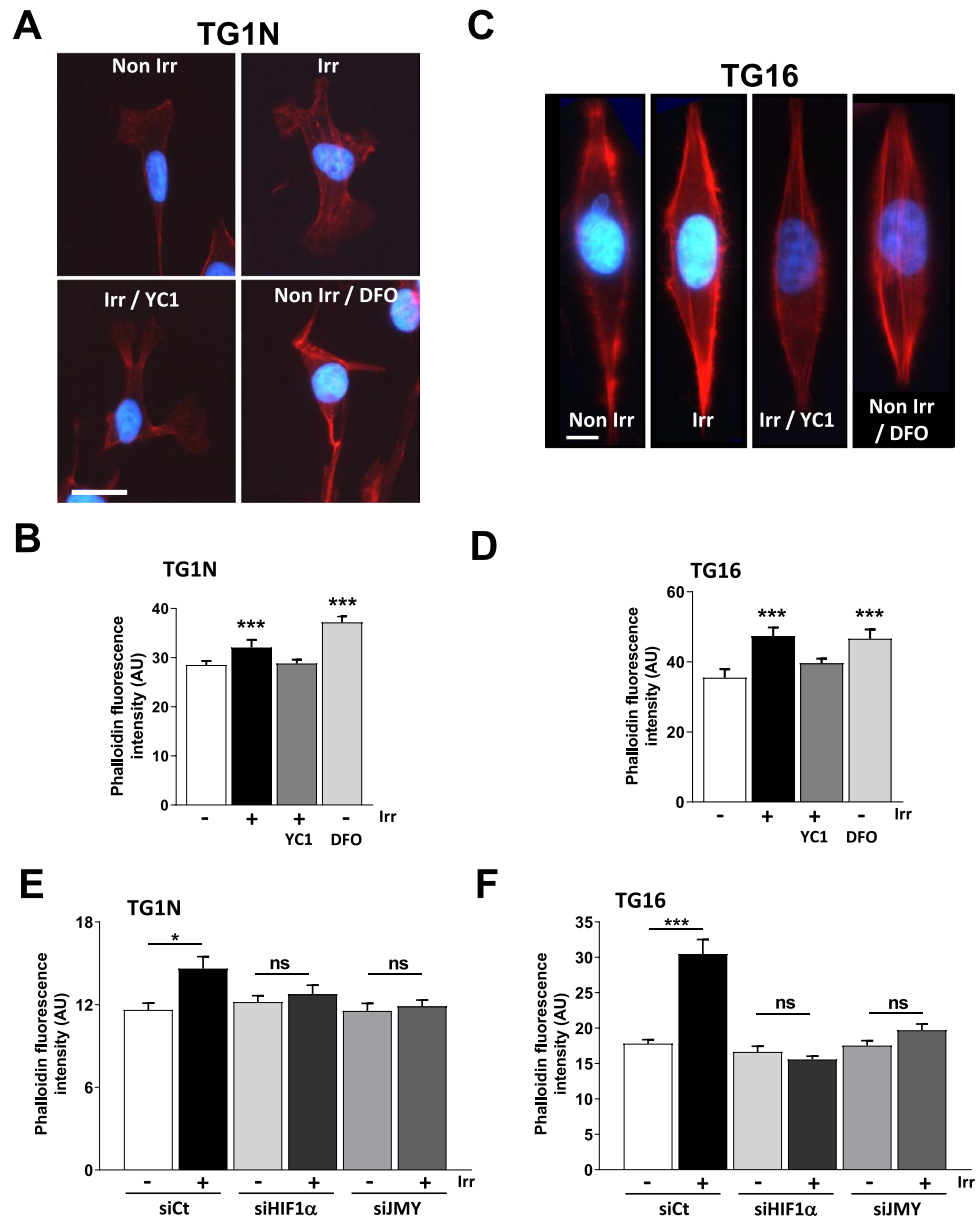 A
TG1N
Non Irr
Irr
Irr / YC1
Non Irr / DFO
C
TG16
Non Irr
Irr
Irr / YC1
Non Irr
/ DFO
B
TG1N
Phalloidin fluorescence
intensity (AU)
40
30
20
10
0
***
***
- + + - Irr
YC1 DFO
D
TG16
Phalloidin fluorescence
intensity (AU)
60
40
20
0
***
***
- + + - Irr
YC1 DFO
E
TG1N
Phalloidin fluorescence
intensity (AU)
18
12
6
0
*
ns
ns
- + - + - + Irr
siCt siHIF1α siJMY
F
TG16
Phalloidin fluorescence
intensity (AU)
35
30
25
20
15
10
5
0
***
ns
ns
- + - + - + Irr
siCt siHIF1α siJMY